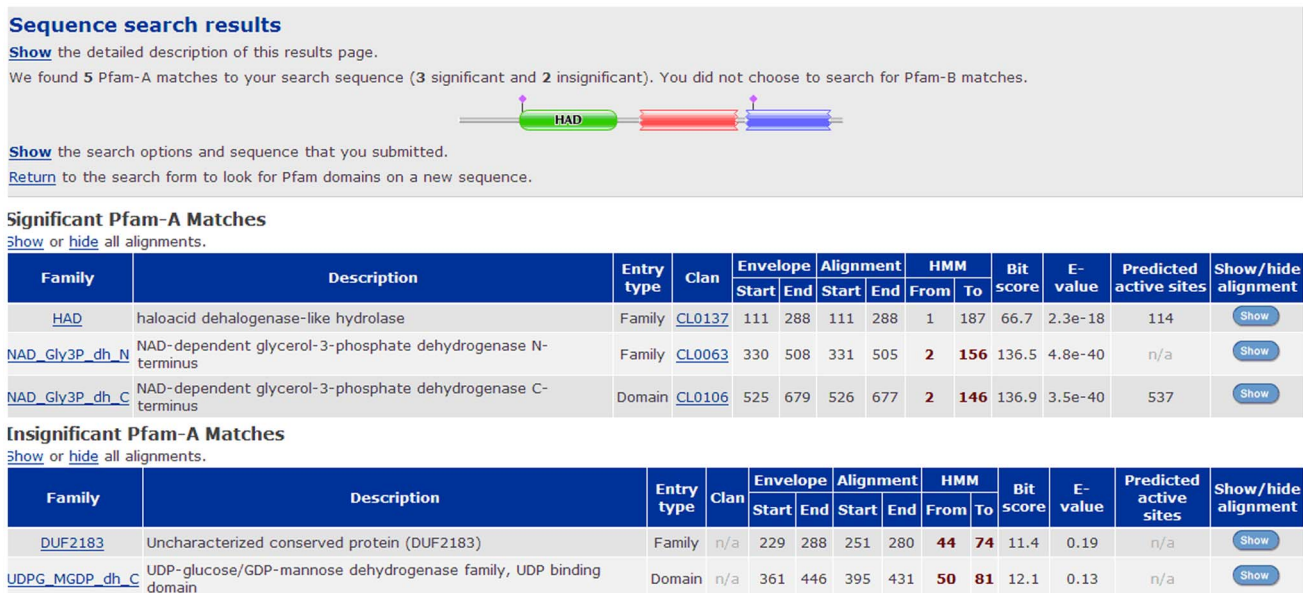 Sequence search results
Show the detailed description of this results page.
We found 5 Pfam-A matches to your search sequence (3 significant and 2 insignificant). You did not choose to search for Pfam-B matches.
HAD
Show the search options and sequence that you submitted.
Return to the search form to look for Pfam domains on a new sequence.
Significant Pfam-A Matches
Show or hide all alignments.
Family Description Entry type Clan Envelope Alignment HMM Bit score E-value Predicted active sites Show/hide alignment
Start End Start End From To
HAD haloacid dehalogenase-like hydrolase Family CL0137 111 288 111 288 1 187 66.7 2.3e-18 114 Show
NAD_Gly3P_dh_N NAD-dependent glycerol-3-phosphate dehydrogenase N-terminus Family CL0063 330 508 331 505 2 156 136.5 4.8e-40 n/a Show
NAD_Gly3P_dh_C NAD-dependent glycerol-3-phosphate dehydrogenase C-terminus Domain CL0106 525 679 526 677 2 146 136.9 3.5e-40 537 Show
Insignificant Pfam-A Matches
Show or hide all alignments.
Family Description Entry type Clan Envelope Alignment HMM Bit score E-value Predicted active sites Show/hide alignment
Start End Start End From To
DUF2183 Uncharacterized conserved protein (DUF2183) Family n/a 229 288 251 280 44 74 11.4 0.19 n/a Show
UDPG_MGDP_dh_C UDP-glucose/GDP-mannose dehydrogenase family, UDP binding domain Domain n/a 361 446 395 431 50 81 12.1 0.13 n/a Show